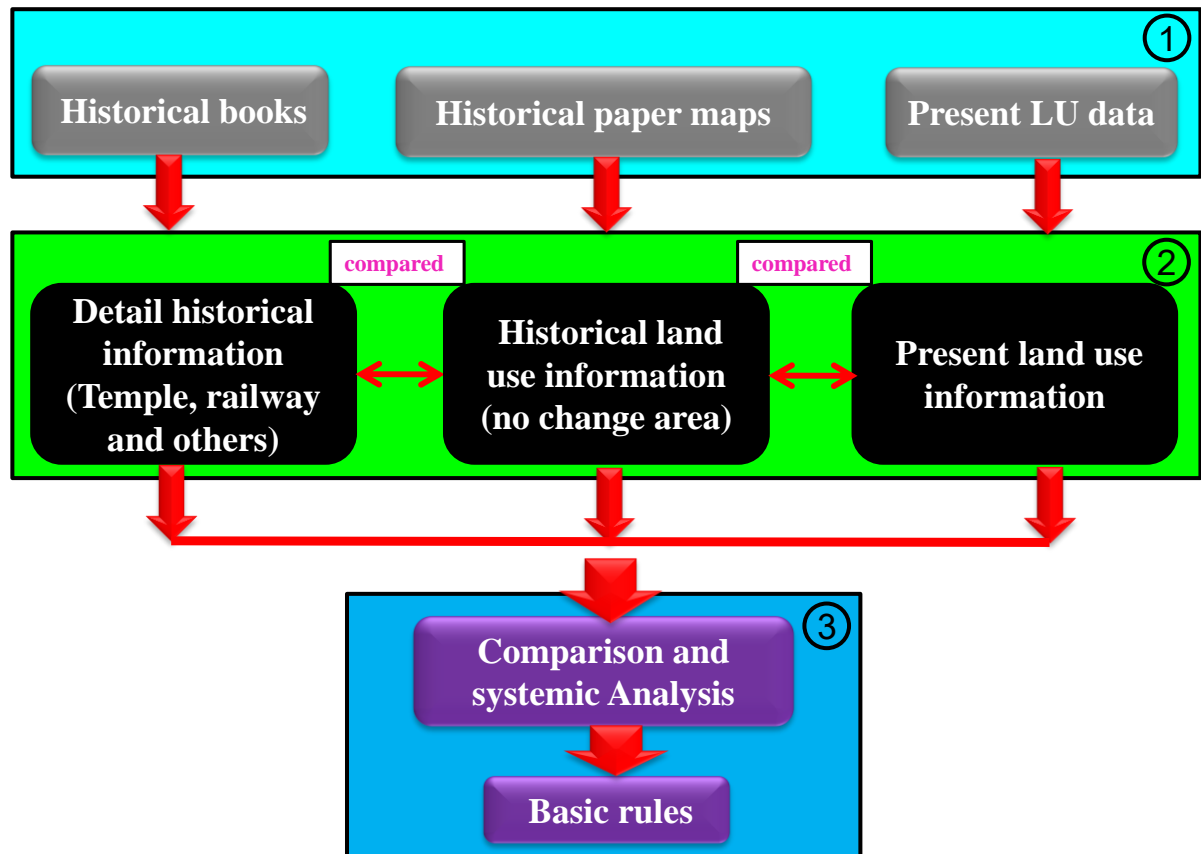 ①
Historical books
Historical paper maps
Present LU data
compared
compared
②
Detail historical
information
(Temple, railway
and others)
Historical land
use information
(no change area)
Present land use
information
③
Comparison and
systemic Analysis
Basic rules